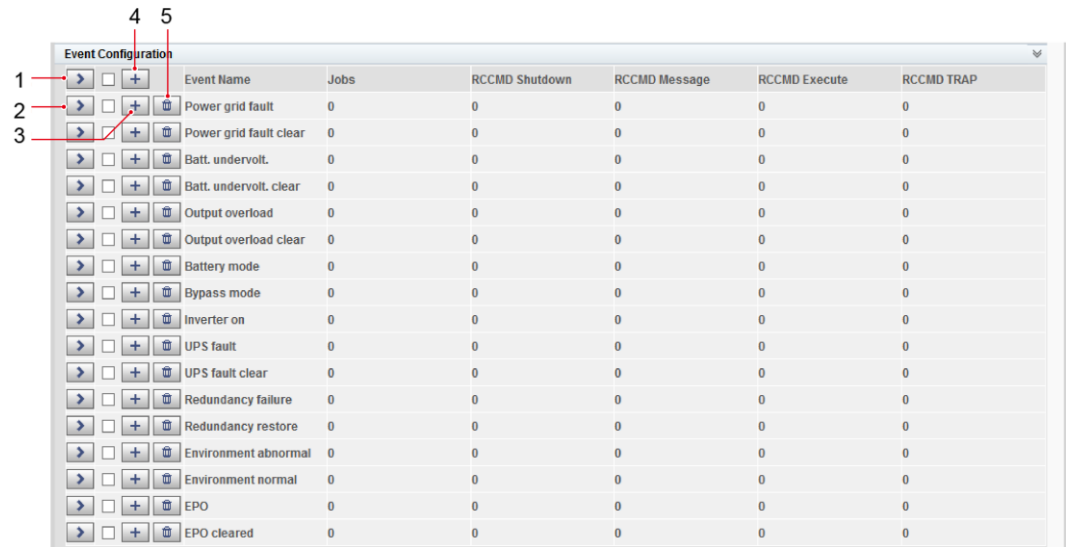 4 5
Event Configuration
1 Event Name Jobs RCCMD Shutdown RCCMD Message RCCMD Execute RCCMD TRAP
2 Power grid fault 0 0 0 0 0
3 Power grid fault clear 0 0 0 0 0
Batt. undervolt. 0 0 0 0 0
Batt. undervolt. clear 0 0 0 0 0
Output overload 0 0 0 0 0
Output overload clear 0 0 0 0 0
Battery mode 0 0 0 0 0
Bypass mode 0 0 0 0 0
Inverter on 0 0 0 0 0
UPS fault 0 0 0 0 0
UPS fault clear 0 0 0 0 0
Redundancy failure 0 0 0 0 0
Redundancy restore 0 0 0 0 0
Environment abnormal 0 0 0 0 0
Environment normal 0 0 0 0 0
EPO 0 0 0 0 0
EPO cleared 0 0 0 0 0